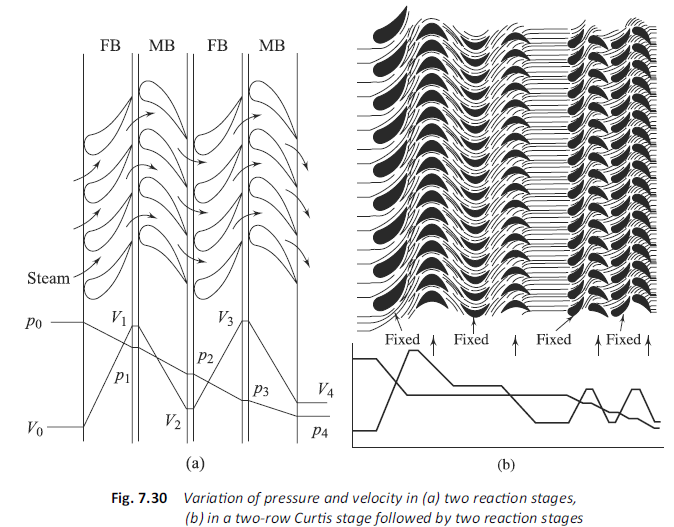 FB MB FB MB
Steam
p0
V1
V3
p2
p1
p3
V4
V2
V0
p4
(a)
Fixed Fixed Fixed Fixed
(b)
Fig. 7.30 Variation of pressure and velocity in (a) two reaction stages,
(b) in a two-row Curtis stage followed by two reaction stages